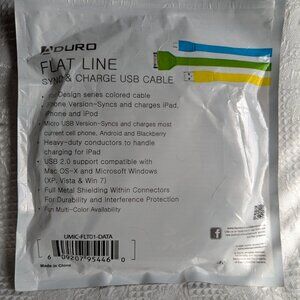 ADURO
FLAT LINE
SYNC & CHARGE USB CABLE
Design series colored cable
iPhone Version-Syncs and charges iPad,
iPhone and iPod
• Micro USB Version-Syncs and charges most
current cell phone, Android and Blackberry
• Heavy-duty conductors to handle
charging for iPad
• USB 2.0 support compatible with
Mac OS-X and Microsoft Windows
(XP, Vista & Win 7)
• Full Metal Shielding Within Connectors
For Durability and Interference Protection
• Fun Multi-Color Availability
UMIC-FLT01-DATA
6 09207 95446 0
Made in China